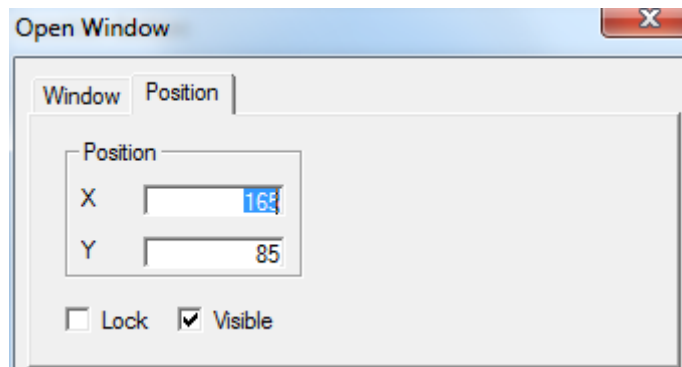 Open Window
Window Position
Position
X 165
Y 85
Lock Visible